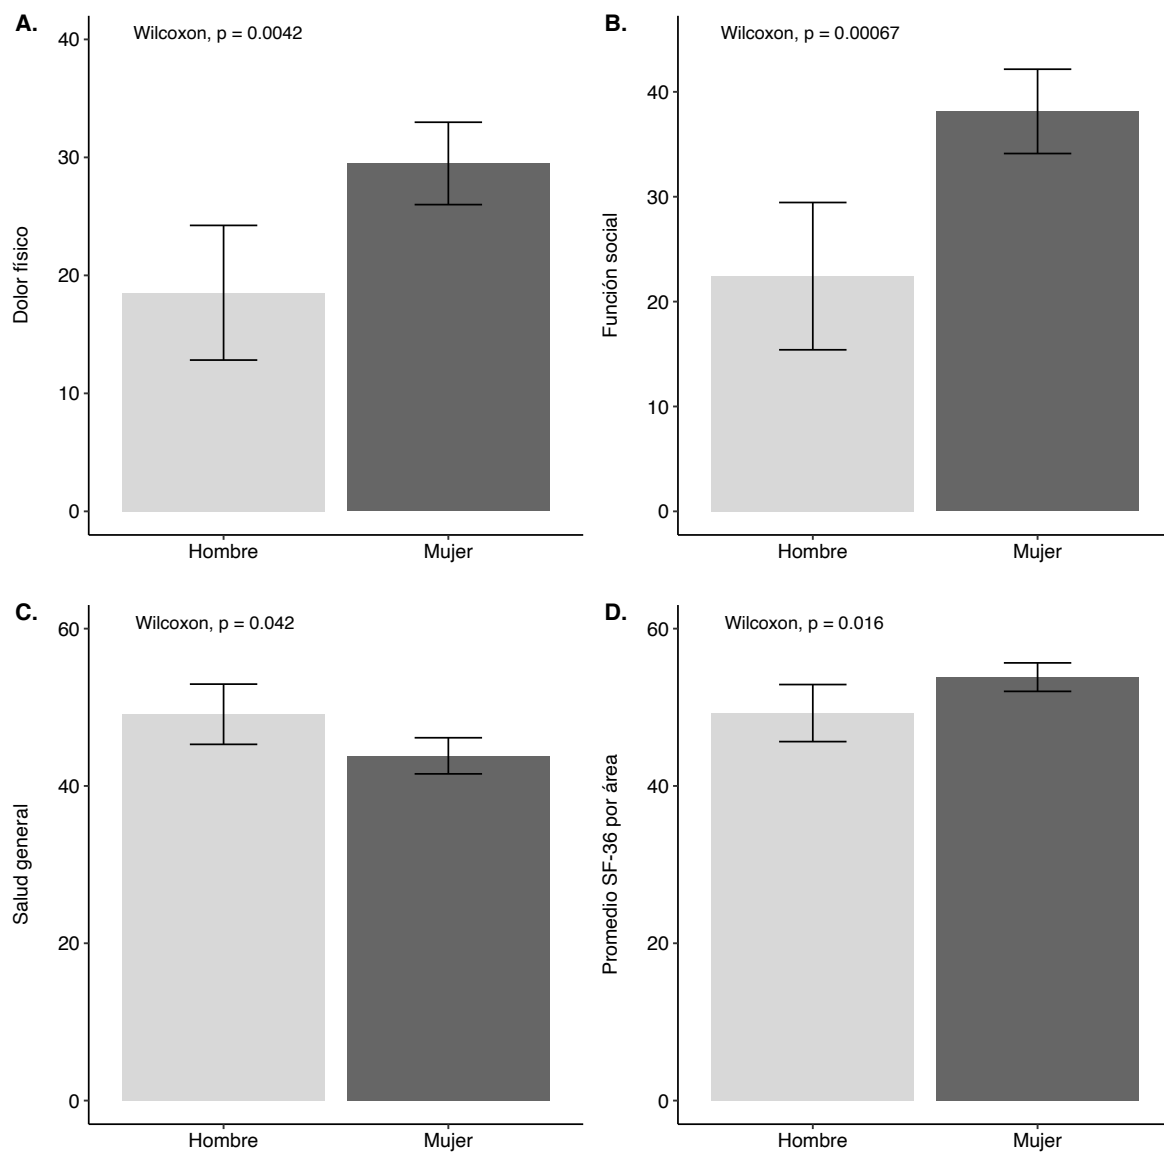 A.
Wilcoxon, p = 0.0042
40
30
20
10
0
Dolor físico
Hombre
Mujer
B.
Wilcoxon, p = 0.00067
40
30
20
10
0
Función social
Hombre
Mujer
C.
Wilcoxon, p = 0.042
60
40
20
0
Salud general
Hombre
Mujer
D.
Wilcoxon, p = 0.016
60
40
20
0
Promedio SF-36 por área
Hombre
Mujer